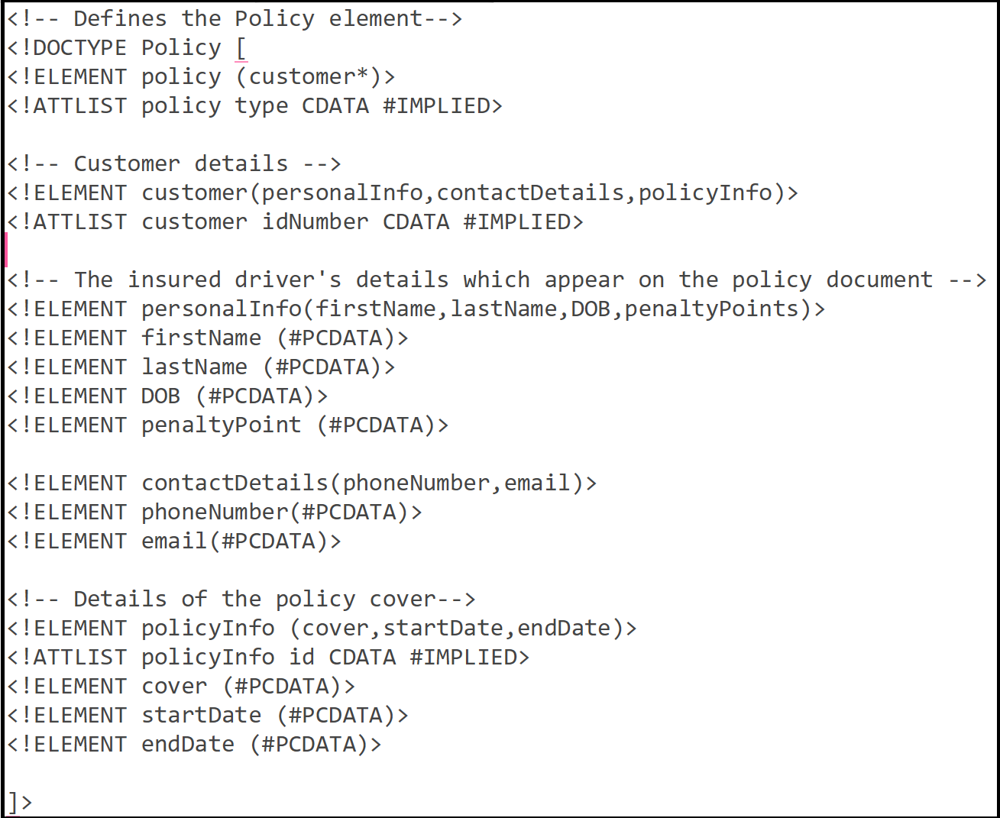 <!-- Defines the Policy element-->
<!DOCTYPE Policy [
<!ELEMENT policy (customer*)>
<!ATTLIST policy type CDATA #IMPLIED>
<!-- Customer details -->
<!ELEMENT customer(personalInfo,contactDetails,policyInfo)>
<!ATTLIST customer idNumber CDATA #IMPLIED>
<!-- The insured driver's details which appear on the policy document -->
<!ELEMENT personalInfo(firstName,lastName,DOB,penaltyPoints)>
<!ELEMENT firstName (#PCDATA)>
<!ELEMENT lastName (#PCDATA)>
<!ELEMENT DOB (#PCDATA)>
<!ELEMENT penaltyPoint (#PCDATA)>
<!ELEMENT contactDetails(phoneNumber,email)>
<!ELEMENT phoneNumber(#PCDATA)>
<!ELEMENT email(#PCDATA)>
<!-- Details of the policy cover-->
<!ELEMENT policyInfo (cover,startDate,endDate)>
<!ATTLIST policyInfo id CDATA #IMPLIED>
<!ELEMENT cover (#PCDATA)>
<!ELEMENT startDate (#PCDATA)>
<!ELEMENT endDate (#PCDATA)>
]>